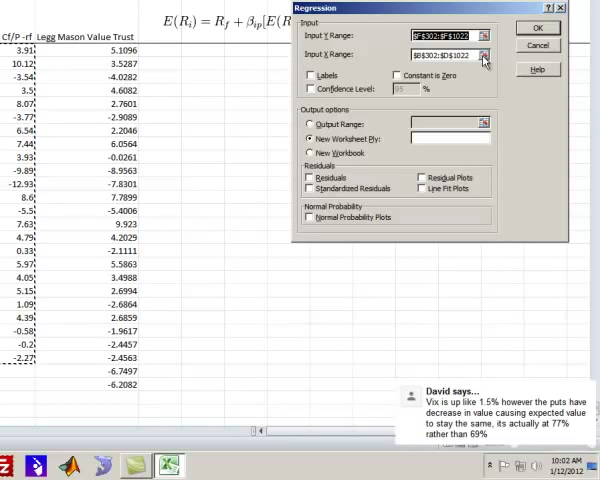 Cf/P -rf Legg Mason Value Trust
E(R_i) = R_f + β_ip[E(R
3.91 5.1096
10.12 3.5287
-3.54 -4.0282
3.5 4.6082
8.07 2.7601
-3.77 -2.9089
6.54 2.2046
7.44 6.0564
3.93 -0.0261
-9.89 -8.9563
-12.93 -7.8301
8.6 7.7899
-5.5 -5.4006
7.63 9.923
4.79 4.2029
0.33 -2.1111
5.97 5.5863
4.05 3.4988
5.15 2.6994
1.09 -2.6864
4.39 2.6859
-0.58 -1.9617
-0.2 -2.4457
-2.27 -2.4563
-6.7497
-6.2082
Regression
Input
Input Y Range: $F$302:$F$1022
Input X Range: $B$302:$D$1022
Labels Constant is Zero
Confidence Level: 95 %
OK
Cancel
Help
Output options
Output Range:
New Worksheet Ply:
New Workbook
Residuals
Residuals Residual Plots
Standardized Residuals Line Fit Plots
Normal Probability
Normal Probability Plots
David says...
Vix is up like 1.5% however the puts have
decrease in value causing expected value
to stay the same, its actually at 77%
rather than 69%
10:02 AM
1/12/2012